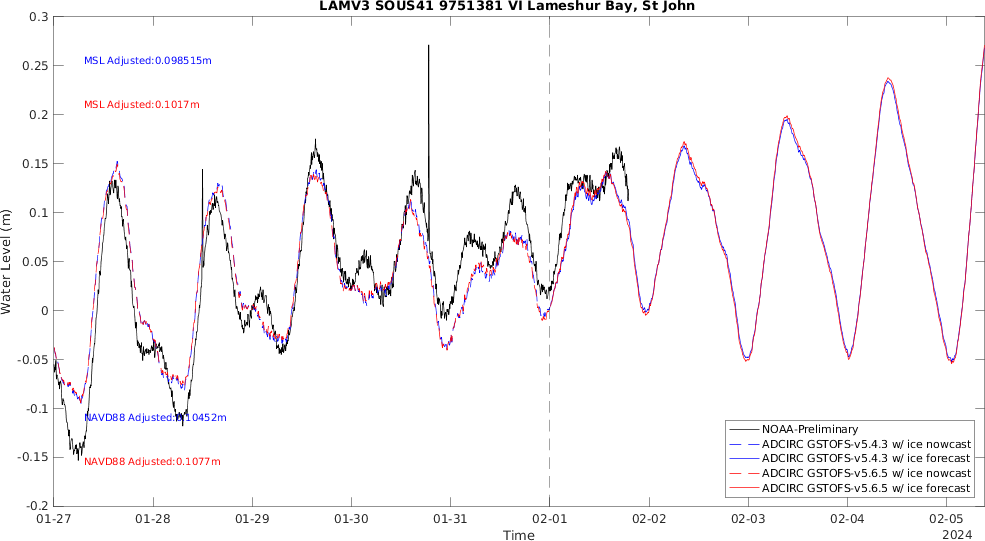 LAMV3 SOUS41 9751381 VI Lameshur Bay, St John
0.3
0.25
0.2
0.15
0.1
0.05
0
-0.05
-0.1
-0.15
-0.2
Water Level (m)
MSL Adjusted:0.098515m
MSL Adjusted:0.1017m
NAVD88 Adjusted:0.10452m
NAVD88 Adjusted:0.1077m
NOAA-Preliminary
ADCIRC GSTOFS-v5.4.3 w/ ice nowcast
ADCIRC GSTOFS-v5.4.3 w/ ice forecast
ADCIRC GSTOFS-v5.6.5 w/ ice nowcast
ADCIRC GSTOFS-v5.6.5 w/ ice forecast
01-27 01-28 01-29 01-30 01-31 02-01 02-02 02-03 02-04 02-05
Time
2024